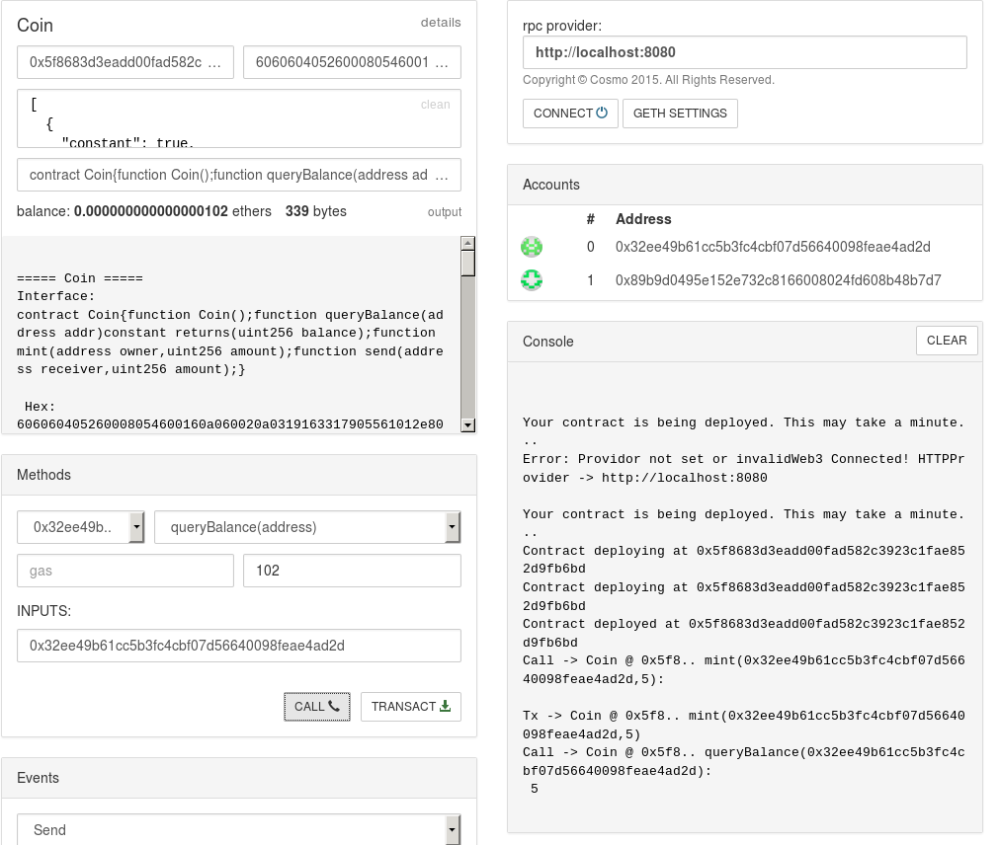 Coin
details
0x5f8683d3eadd00fad582c ...
6060604052600080546001 ...
[
clean
{
"constant": true,
contract Coin{function Coin();function queryBalance(address ad ...
balance: 0.000000000000000102 ethers 339 bytes
output
===== Coin =====
Interface:
contract Coin{function Coin();function queryBalance(ad
dress addr)constant returns(uint256 balance);function
mint(address owner,uint256 amount);function send(addre
ss receiver,uint256 amount);}
Hex:
606060405260008054600160a060020a0319163317905561012e80
Methods
0x32ee49b..
queryBalance(address)
gas
102
INPUTS:
0x32ee49b61cc5b3fc4cbf07d56640098feae4ad2d
CALL
TRANSACT
Events
Send
rpc provider:
http://localhost:8080
Copyright © Cosmo 2015. All Rights Reserved.
CONNECT
GETH SETTINGS
Accounts
# Address
0 0x32ee49b61cc5b3fc4cbf07d56640098feae4ad2d
1 0x89b9d0495e152e732c8166008024fd608b48b7d7
Console
CLEAR
Your contract is being deployed. This may take a minute.
..
Error: Providor not set or invalidWeb3 Connected! HTTPPr
ovider -> http://localhost:8080
Your contract is being deployed. This may take a minute.
..
Contract deploying at 0x5f8683d3eadd00fad582c3923c1fae85
2d9fb6bd
Contract deploying at 0x5f8683d3eadd00fad582c3923c1fae85
2d9fb6bd
Contract deployed at 0x5f8683d3eadd00fad582c3923c1fae852
d9fb6bd
Call -> Coin @ 0x5f8.. mint(0x32ee49b61cc5b3fc4cbf07d566
40098feae4ad2d,5):
Tx -> Coin @ 0x5f8.. mint(0x32ee49b61cc5b3fc4cbf07d56640
098feae4ad2d,5)
Call -> Coin @ 0x5f8.. queryBalance(0x32ee49b61cc5b3fc4c
bf07d56640098feae4ad2d):
5